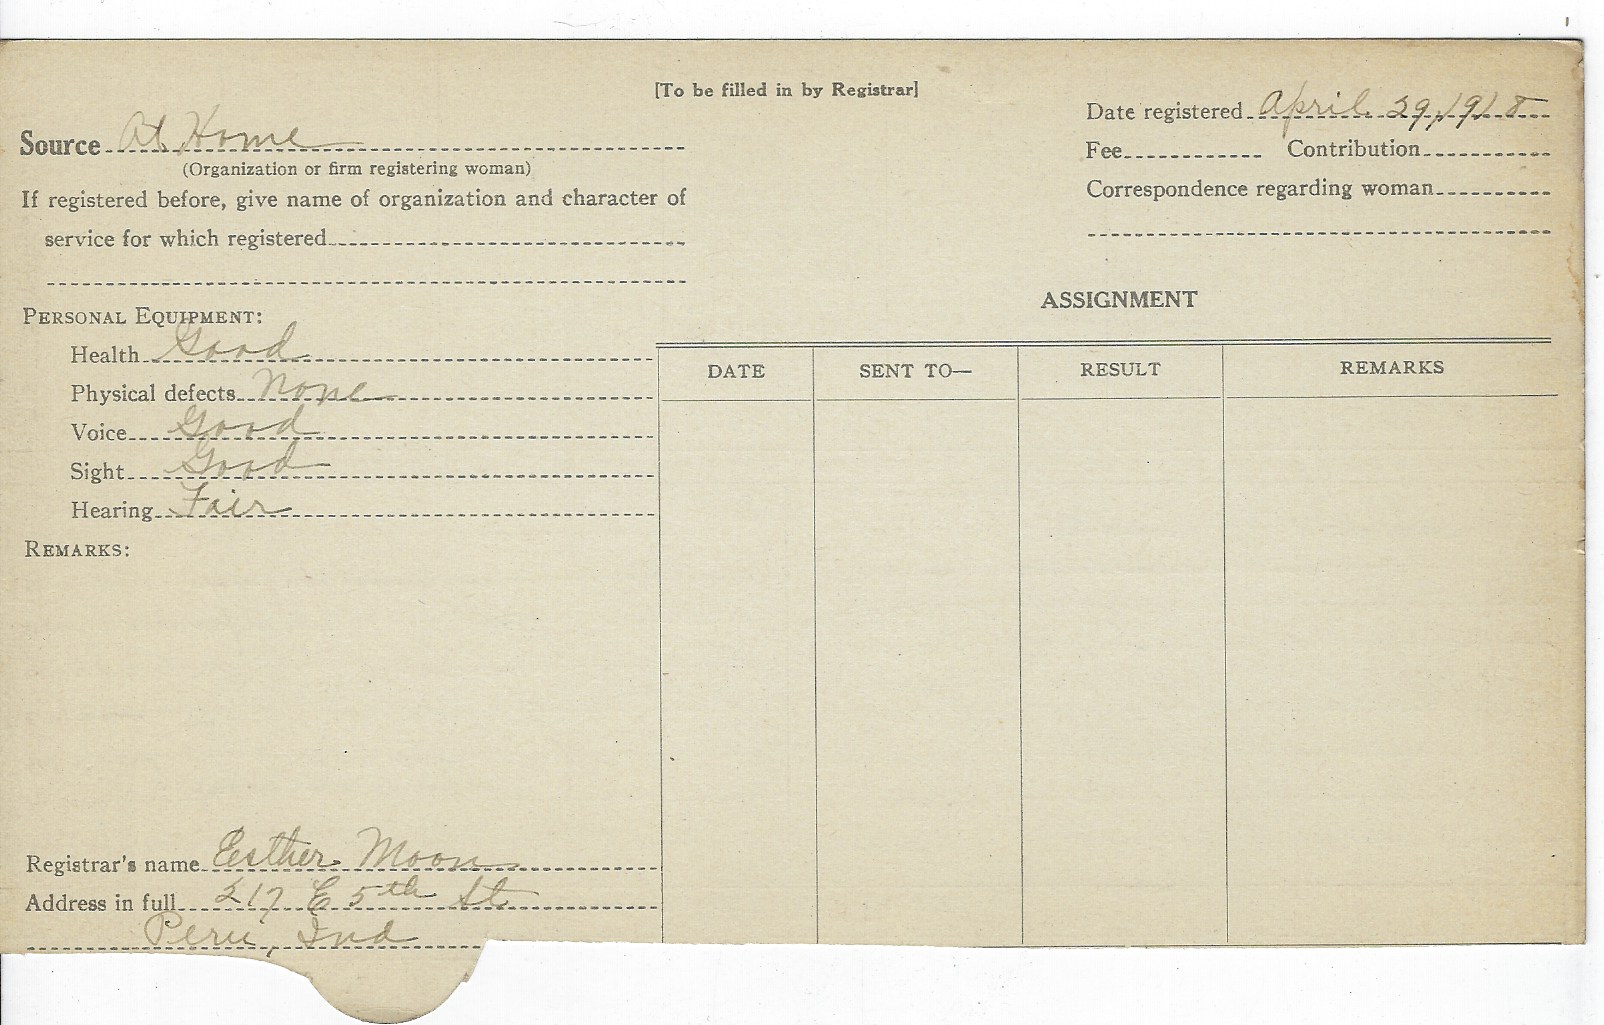 [To be filled in by Registrar]
Source At Home
(Organization or firm registering woman)
If registered before, give name of organization and character of
service for which registered
Date registered April 29, 1918
Fee Contribution
Correspondence regarding woman
PERSONAL EQUIPMENT:
Health Good
Physical defects None
Voice Good
Sight Good
Hearing Fair
REMARKS:
ASSIGNMENT
DATE SENT TO— RESULT REMARKS
Registrar's name Esther Moon
Address in full 217 E 5th St
Peru, Ind